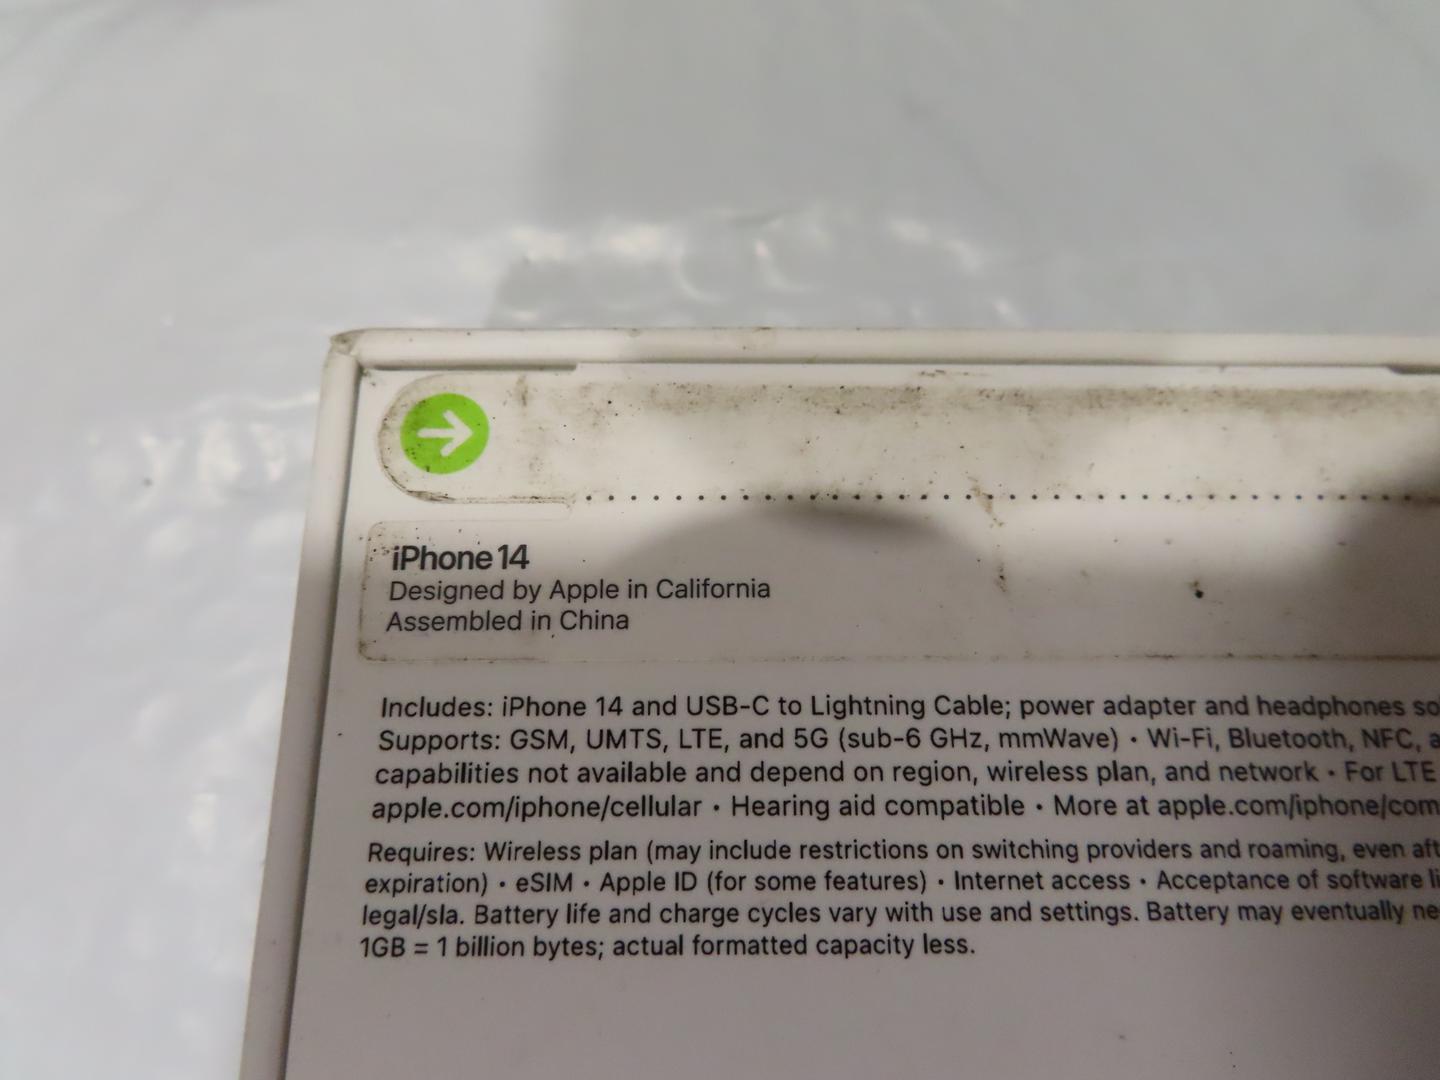 iPhone 14
Designed by Apple in California
Assembled in China
Includes: iPhone 14 and USB-C to Lightning Cable; power adapter and headphones
Supports: GSM, UMTS, LTE, and 5G (sub-6 GHz, mmWave) • Wi-Fi, Bluetooth, NFC,
capabilities not available and depend on region, wireless plan, and network • For LTE
apple.com/iphone/cellular • Hearing aid compatible • More at apple.com/iphone/com
Requires: Wireless plan (may include restrictions on switching providers and roaming, even
expiration) • eSIM • Apple ID (for some features) • Internet access • Acceptance of software
legal/sla. Battery life and charge cycles vary with use and settings. Battery may eventually
1GB = 1 billion bytes; actual formatted capacity less.